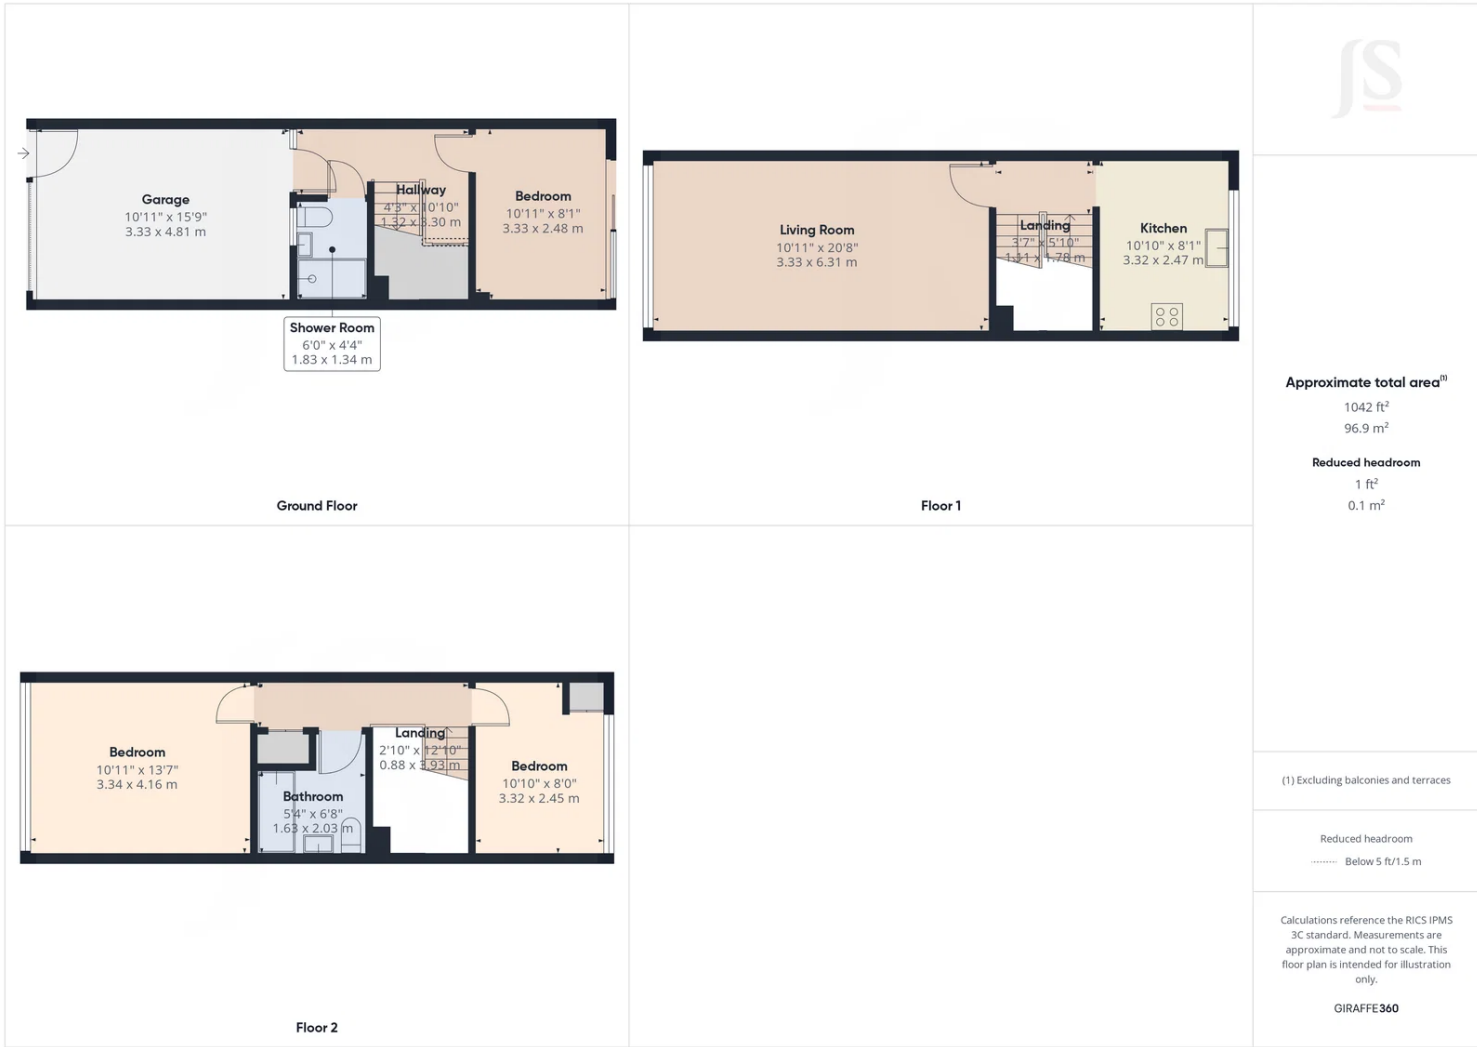 Garage
10'11" x 15'9"
3.33 x 4.81 m
Hallway
4'3" x 10'10"
1.32 x 3.30 m
Bedroom
10'11" x 8'1"
3.33 x 2.48 m
Shower Room
6'0" x 4'4"
1.83 x 1.34 m
Ground Floor
Living Room
10'11" x 20'8"
3.33 x 6.31 m
Landing
3'7" x 5'10"
1.11 x 1.78 m
Kitchen
10'10" x 8'1"
3.32 x 2.47 m
Floor 1
Bedroom
10'11" x 13'7"
3.34 x 4.16 m
Bathroom
5'4" x 6'8"
1.63 x 2.03 m
Landing
2'10" x 12'10"
0.88 x 3.93 m
Bedroom
10'10" x 8'0"
3.32 x 2.45 m
Floor 2
JS
Approximate total area⁽¹⁾
1042 ft²
96.9 m²
Reduced headroom
1 ft²
0.1 m²
(1) Excluding balconies and terraces
Reduced headroom
Below 5 ft/1.5 m
Calculations reference the RICS IPMS
3C standard. Measurements are
approximate and not to scale. This
floor plan is intended for illustration
only.
GIRAFFE360